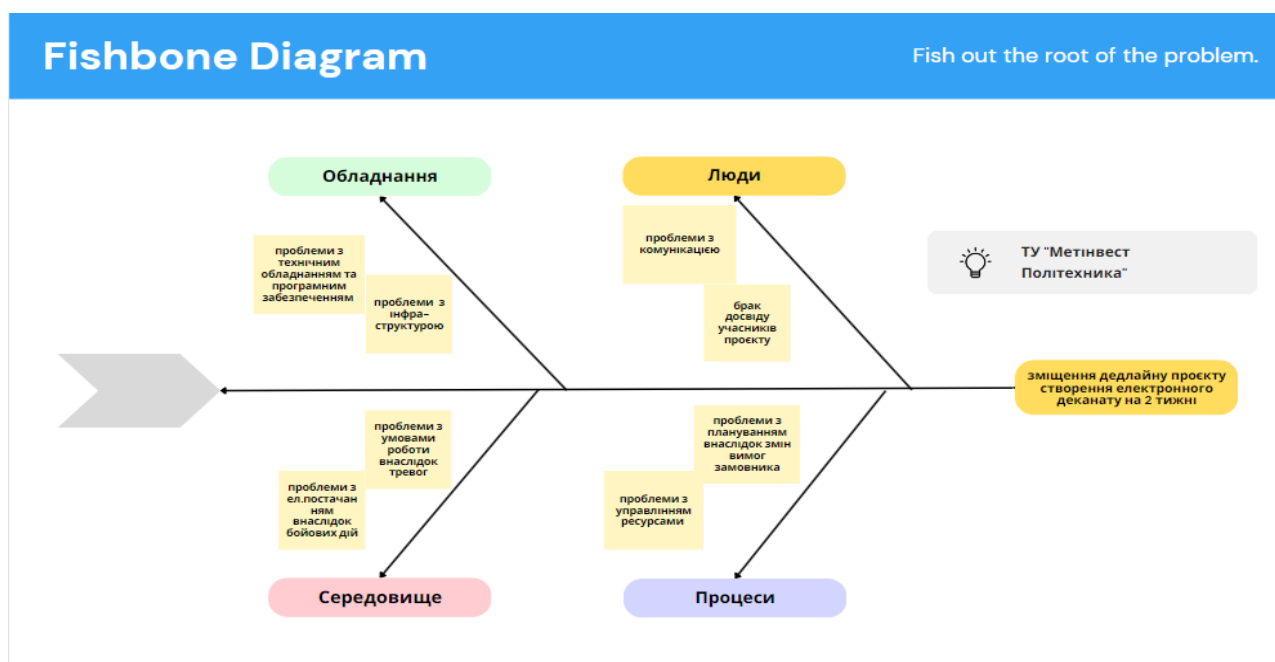 Fishbone Diagram
Fish out the root of the problem.
Обладнання
Люди
проблеми з
технічним
обладнанням та
програмним
забезпеченням
проблеми з
інфра-
структурою
проблеми з
комунікацією
брак
досвіду
учасників
проєкту
ТУ "Метінвест
Політехника"
зміщення дедлайну проєкту
створення електронного
деканату на 2 тижні
проблеми з
умовами
роботи
внаслідок
тревог
проблеми з
ел.постачан
ням
внаслідок
бойових дій
проблеми з
плануванням
внаслідок змін
вимог
замовника
проблеми з
управлінням
ресурсами
Середовище
Процеси